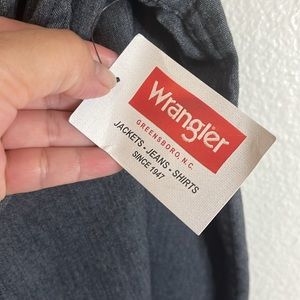 Wrangler
GREENSBORO, N.C.
JACKETS - JEANS - SHIRTS
SINCE 1947